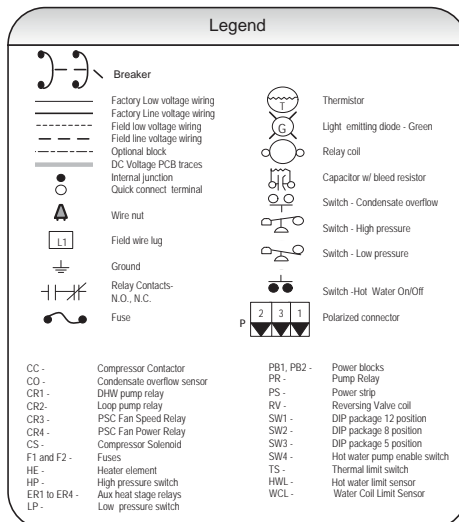 Legend
Breaker
Factory Low voltage wiring
Factory Line voltage wiring
Field low voltage wiring
Field line voltage wiring
Optional block
DC Voltage PCB traces
Internal junction
Quick connect terminal
Wire nut
L1 Field wire lug
Ground
Relay Contacts-
N.O., N.C.
Fuse
T Thermistor
G Light emitting diode - Green
Relay coil
Capacitor w/ bleed resistor
Switch - Condensate overflow
Switch - High pressure
Switch - Low pressure
Switch -Hot Water On/Off
P 2 3 1 Polarized connector
CC - Compressor Contactor
CO - Condensate overflow sensor
CR1 - DHW pump relay
CR2- Loop pump relay
CR3 - PSC Fan Speed Relay
CR4 - PSC Fan Power Relay
CS - Compressor Solenoid
F1 and F2 - Fuses
HE - Heater element
HP - High pressure switch
ER1 to ER4 - Aux heat stage relays
LP - Low pressure switch
PB1, PB2 - Power blocks
PR - Pump Relay
PS - Power strip
RV - Reversing Valve coil
SW1 - DIP package 12 position
SW2 - DIP package 8 position
SW3 - DIP package 5 position
SW4 - Hot water pump enable switch
TS - Thermal limit switch
HWL - Hot water limit sensor
WCL - Water Coil Limit Sensor